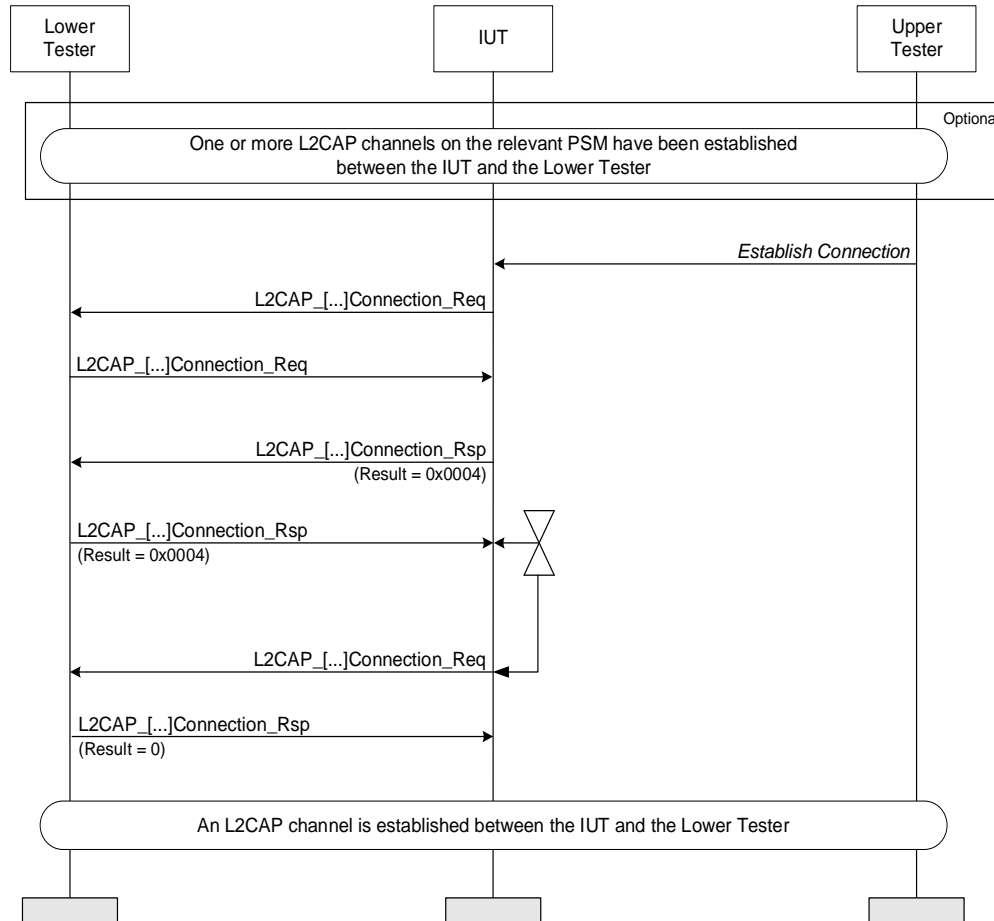 Lower
Tester
IUT
Upper
Tester
Optiona
One or more L2CAP channels on the relevant PSM have been established
between the IUT and the Lower Tester
Establish Connection
L2CAP_[...]Connection_Req
L2CAP_[...]Connection_Req
L2CAP_[...]Connection_Rsp
(Result = 0x0004)
L2CAP_[...]Connection_Rsp
(Result = 0x0004)
L2CAP_[...]Connection_Req
L2CAP_[...]Connection_Rsp
(Result = 0)
An L2CAP channel is established between the IUT and the Lower Tester